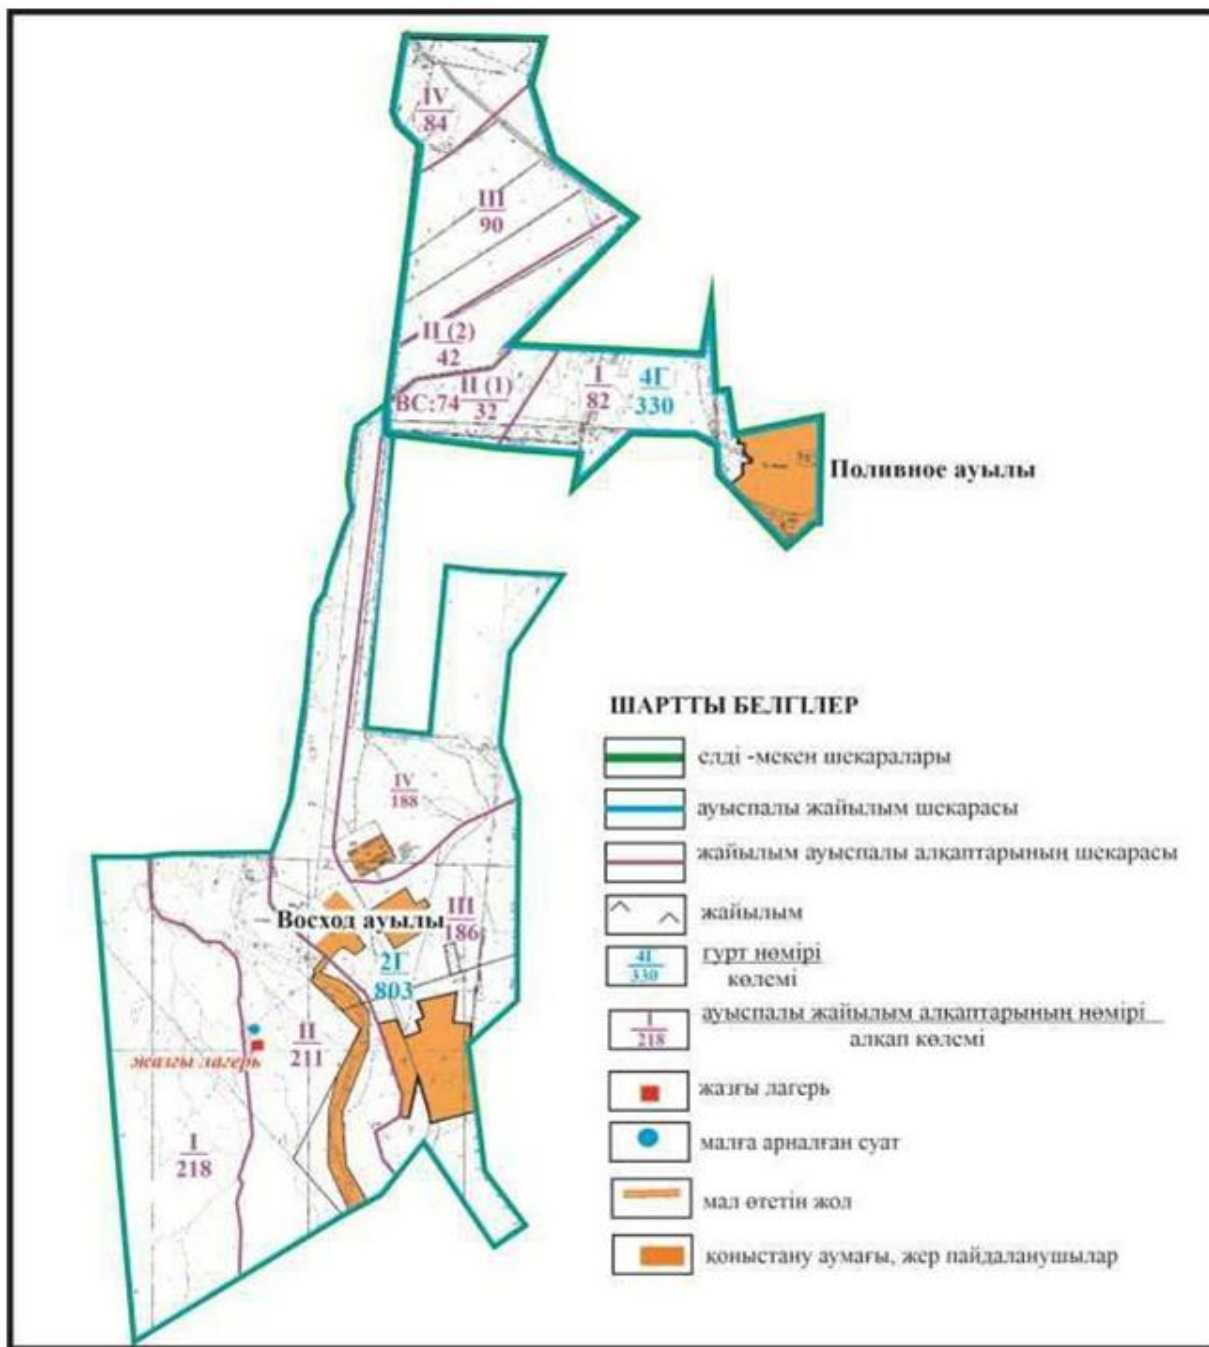 IV
84
III
90
II (2)
42
II (1)
ВС:74
32
I
82
4Г
330
Поливное ауылы
IV
188
Восход ауылы
III
186
2Г
803
II
211
жазғы лагерь
I
218
ШАРТТЫ БЕЛГІЛЕР
елді -мекен шекаралары
ауыспалы жайылым шекарасы
жайылым ауыспалы алқаптарының шекарасы
жайылым
4Г
330
гурт нөмірі
көлемі
I
218
ауыспалы жайылым алқаптарының нөмірі
алқап көлемі
жазғы лагерь
малға арналған суат
мал өтетін жол
қоныстану аумағы, жер пайдаланушылар